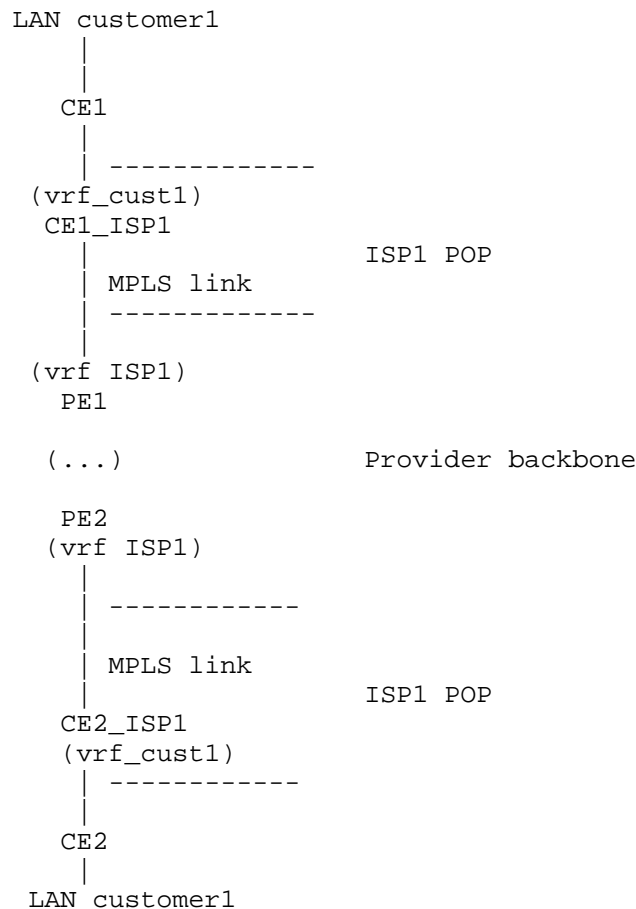 LAN customer1
CE1
-------------
(vrf_cust1)
CE1_ISP1
ISP1 POP
MPLS link
-------------
(vrf ISP1)
PE1
(...) Provider backbone
PE2
(vrf ISP1)
------------
MPLS link
ISP1 POP
CE2_ISP1
(vrf_cust1)
------------
CE2
LAN customer1